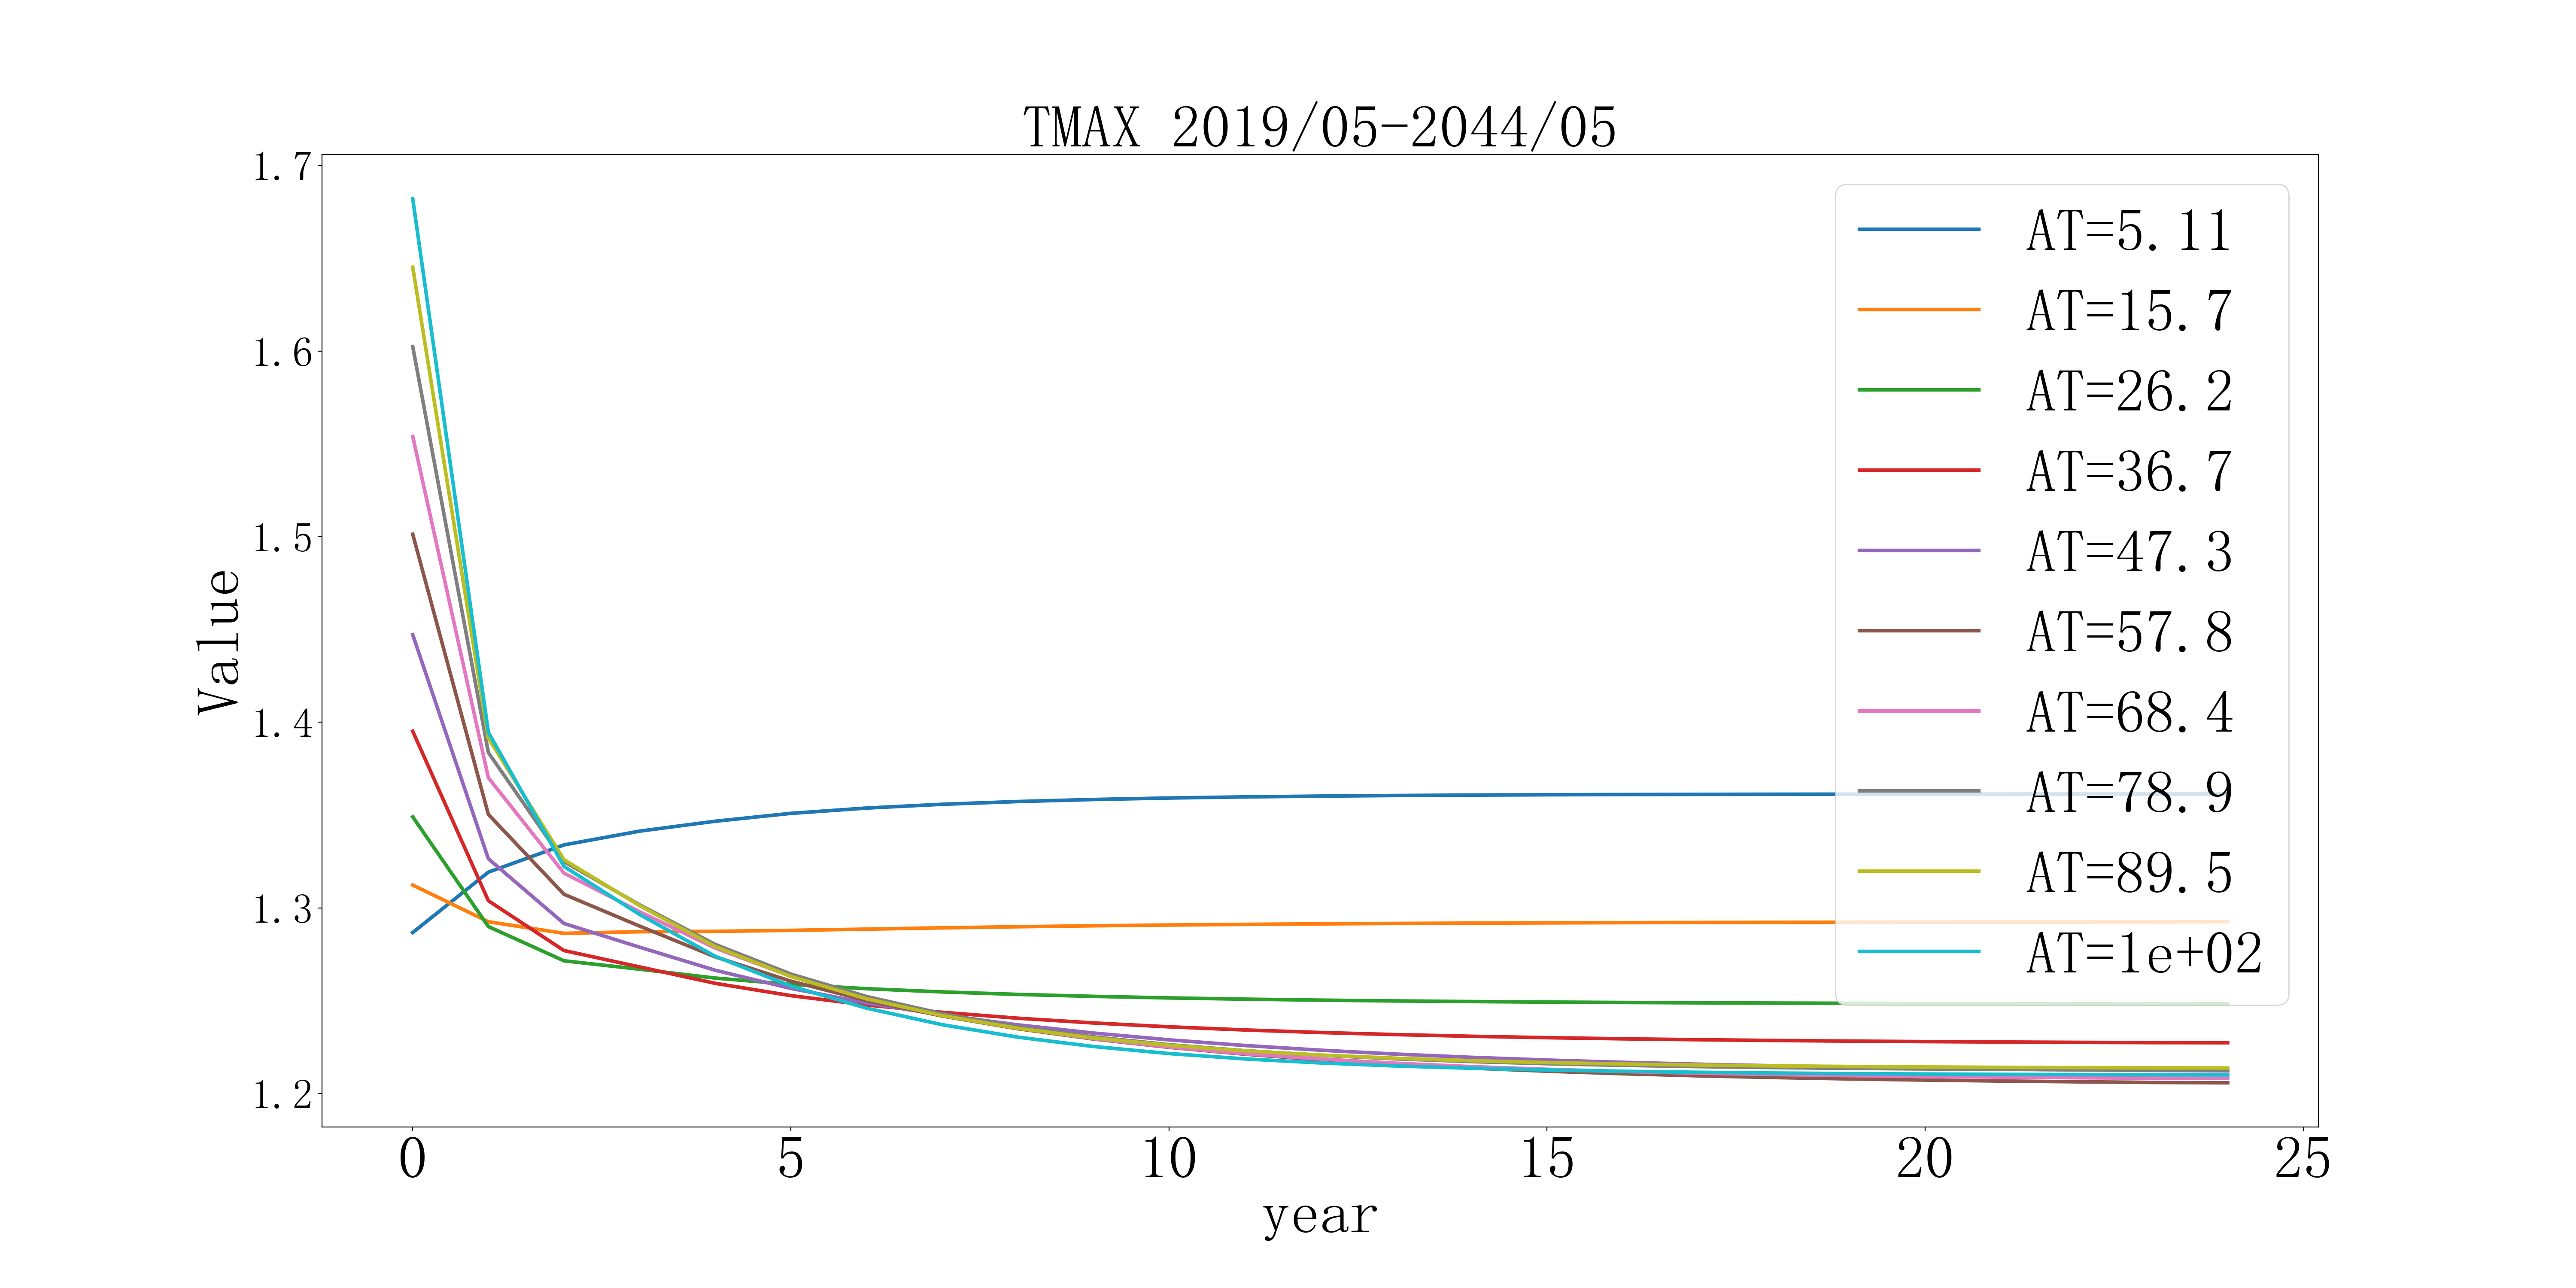 TMAX 2019/05-2044/05
1.7
1.6
1.5
1.4
1.3
1.2
Value
0 5 10 15 20 25
year
AT=5.11
AT=15.7
AT=26.2
AT=36.7
AT=47.3
AT=57.8
AT=68.4
AT=78.9
AT=89.5
AT=1e+02